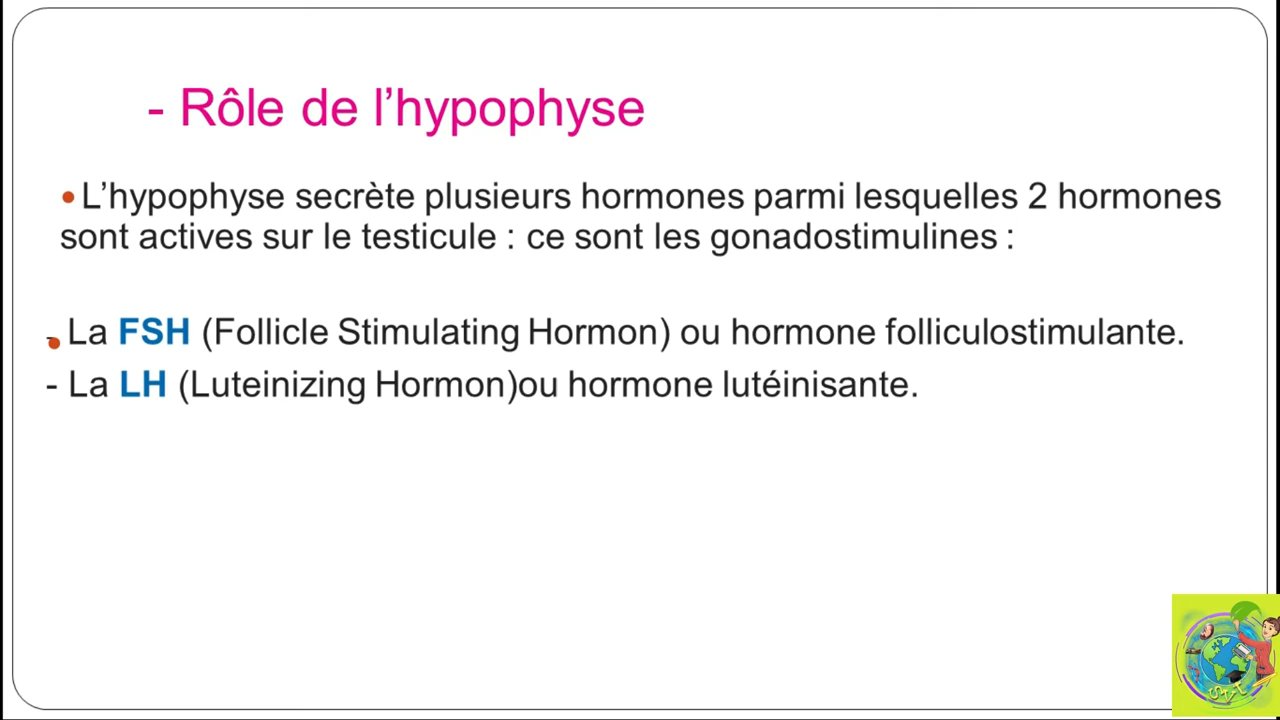 - Rôle de l’hypophyse
• L’hypophyse secrète plusieurs hormones parmi lesquelles 2 hormones
sont actives sur le testicule : ce sont les gonadostimulines :
- La FSH (Follicle Stimulating Hormon) ou hormone folliculostimulante.
- La LH (Luteinizing Hormon)ou hormone lutéinisante.
SVT